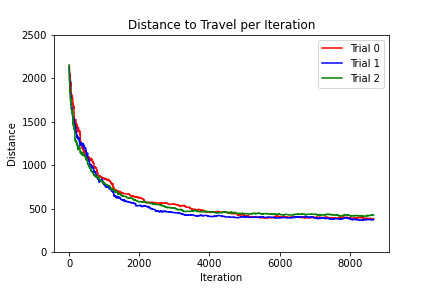 Distance to Travel per Iteration
2500
2000
1500
1000
500
0
Distance
Trial 0
Trial 1
Trial 2
0 2000 4000 6000 8000
Iteration